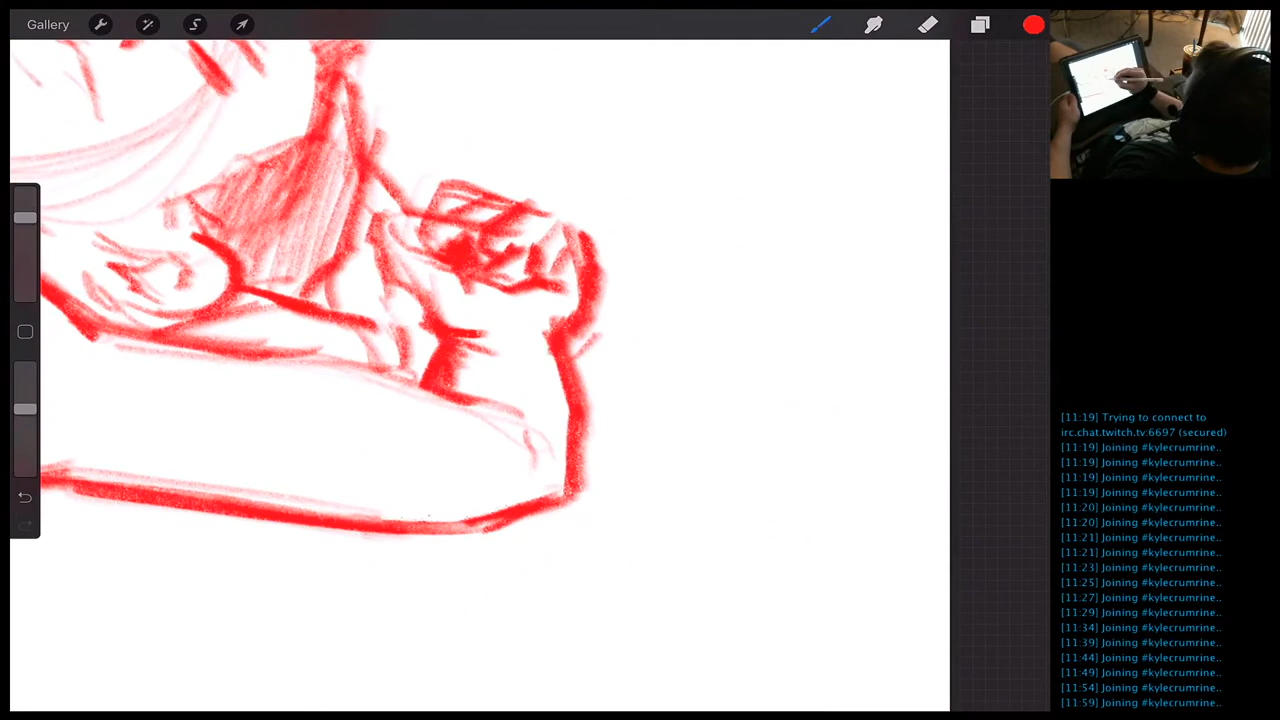 Gallery
[11:19] Trying to connect to
irc.chat.twitch.tv:6697 (secured)
[11:19] Joining #kylecrumrine..
[11:19] Joining #kylecrumrine..
[11:19] Joining #kylecrumrine..
[11:19] Joining #kylecrumrine..
[11:20] Joining #kylecrumrine..
[11:20] Joining #kylecrumrine..
[11:21] Joining #kylecrumrine..
[11:21] Joining #kylecrumrine..
[11:23] Joining #kylecrumrine..
[11:25] Joining #kylecrumrine..
[11:27] Joining #kylecrumrine..
[11:29] Joining #kylecrumrine..
[11:34] Joining #kylecrumrine..
[11:39] Joining #kylecrumrine..
[11:44] Joining #kylecrumrine..
[11:49] Joining #kylecrumrine..
[11:54] Joining #kylecrumrine..
[11:59] Joining #kylecrumrine..